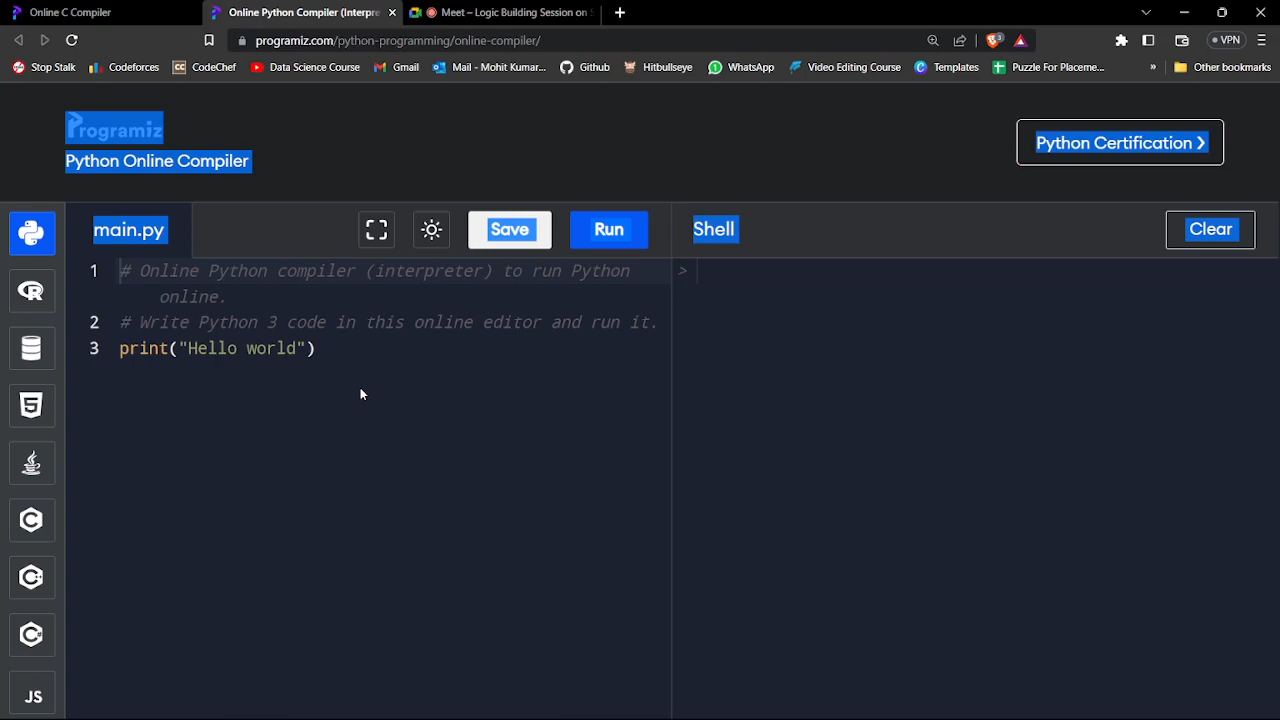 Online C Compiler
Online Python Compiler (Interpre
Meet – Logic Building Session on S
programiz.com/python-programming/online-compiler/
3
VPN
Stop Stalk
Codeforces
CC CodeChef
Data Science Course
Gmail
Mail - Mohit Kumar...
Github
Hitbullseye
WhatsApp
Video Editing Course
Templates
Puzzle For Placeme...
»
Other bookmarks
Programiz
Python Online Compiler
Python Certification ❯
main.py
Save
Run
Shell
Clear
1 # Online Python compiler (interpreter) to run Python
online.
2 # Write Python 3 code in this online editor and run it.
3 print("Hello world")
>
R
5
C
C
C
JS